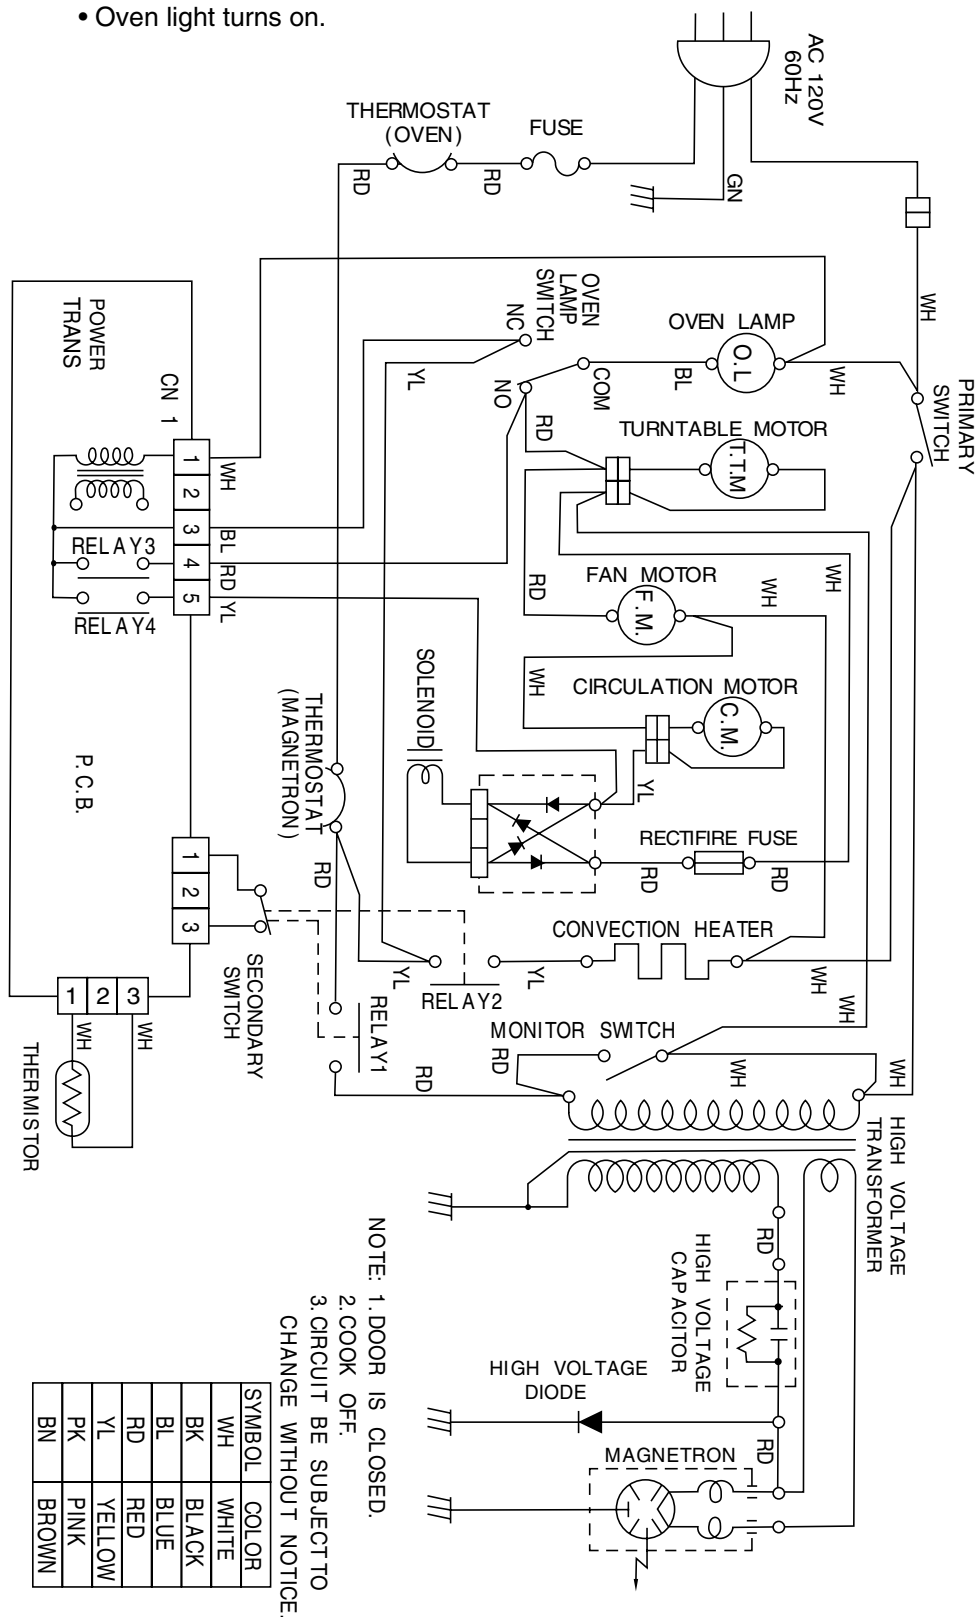 • Oven light turns on.
AC 120V
60Hz
THERMOSTAT
(OVEN)
FUSE
RD
RD
GN
WH
POWER
TRANS
CN 1
OVEN
LAMP
SWITCH
NC
NO
COM
OVEN LAMP
O.L
BL
WH
PRIMARY
SWITCH
YL
RD
TURNTABLE MOTOR
T.T.M
1
2
3
4
5
WH
BL
RD
YL
RELAY3
RELAY4
RD
FAN MOTOR
F.M.
WH
WH
SOLENOID
WH
CIRCULATION MOTOR
C.M.
YL
THERMOSTAT
(MAGNETRON)
P.C.B.
RECTIFIRE FUSE
RD
RD
RD
1
2
3
CONVECTION HEATER
YL
YL
RELAY2
WH
WH
SECONDARY
SWITCH
RELAY1
1 2 3
WH
WH
THERMISTOR
MONITOR SWITCH
RD
RD
WH
WH
HIGH VOLTAGE
TRANSFORMER
RD
HIGH VOLTAGE
CAPACITOR
HIGH VOLTAGE
DIODE
RD
MAGNETRON
NOTE: 1. DOOR IS CLOSED.
2. COOK OFF.
3. CIRCUIT BE SUBJECT TO
CHANGE WITHOUT NOTICE.
SYMBOL COLOR
WH WHITE
BK BLACK
BL BLUE
RD RED
YL YELLOW
PK PINK
BN BROWN